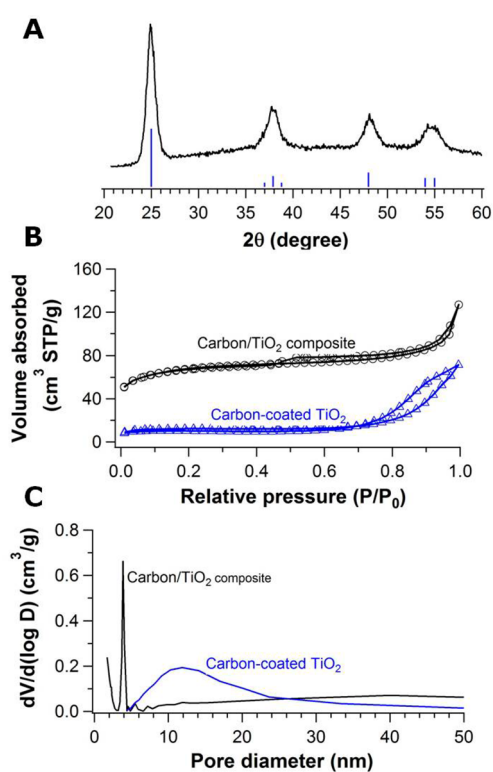 A
20 25 30 35 40 45 50 55 60
2θ (degree)
B
Volume absorbed
(cm³ STP/g)
160
120
80
40
0
Carbon/TiO₂ composite
Carbon-coated TiO₂
0.0 0.2 0.4 0.6 0.8 1.0
Relative pressure (P/P₀)
C
dV/d(log D) (cm³/g)
0.8
0.6
0.4
0.2
0.0
Carbon/TiO₂ composite
Carbon-coated TiO₂
0 10 20 30 40 50
Pore diameter (nm)